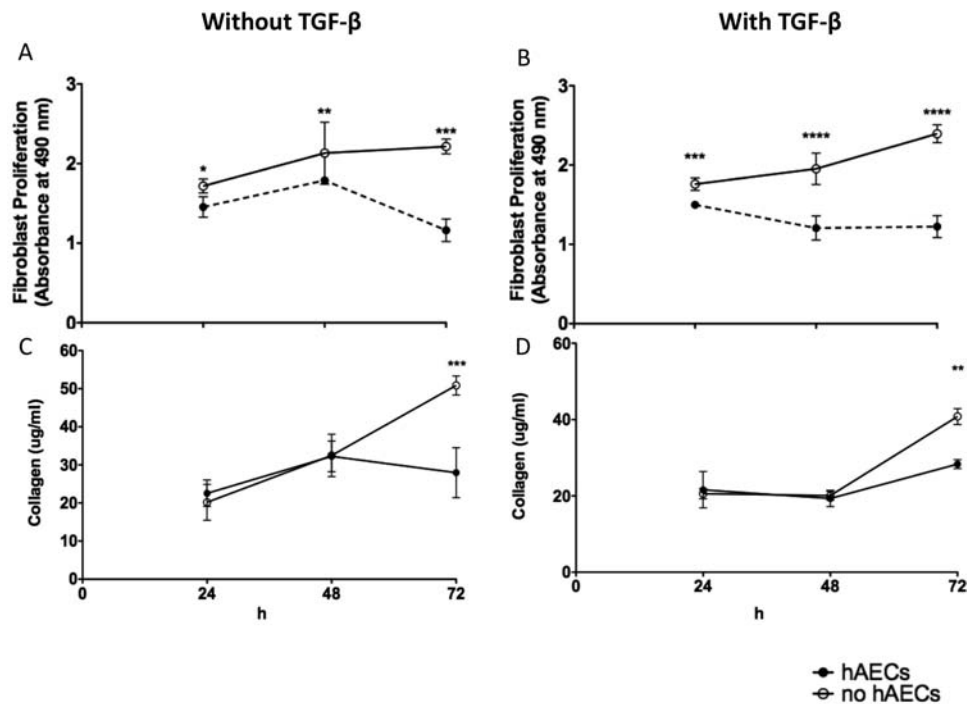 Without TGF-β
With TGF-β
A
B
Fibroblast Proliferation
(Absorbance at 490 nm)
3
2
1
0
*
**
***
Fibroblast Proliferation
(Absorbance at 490 nm)
3
2
1
0
***
****
****
C
D
Collagen (ug/ml)
60
50
40
30
20
10
0
***
0
24
48
72
h
Collagen (ug/ml)
60
40
20
0
**
0
24
48
72
h
hAECs
no hAECs